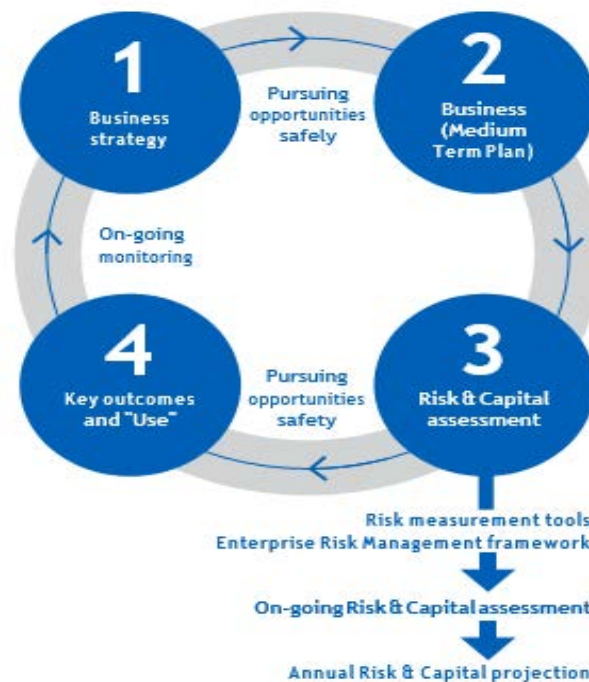 1
Business
strategy
Pursuing
opportunities
safely
2
Business
(Medium
Term Plan)
On-going
monitoring
4
Key outcomes
and "Use"
Pursuing
opportunities
safety
3
Risk & Capital
assessment
Risk measurement tools
Enterprise Risk Management framework
On-going Risk & Capital assessment
Annual Risk & Capital projection